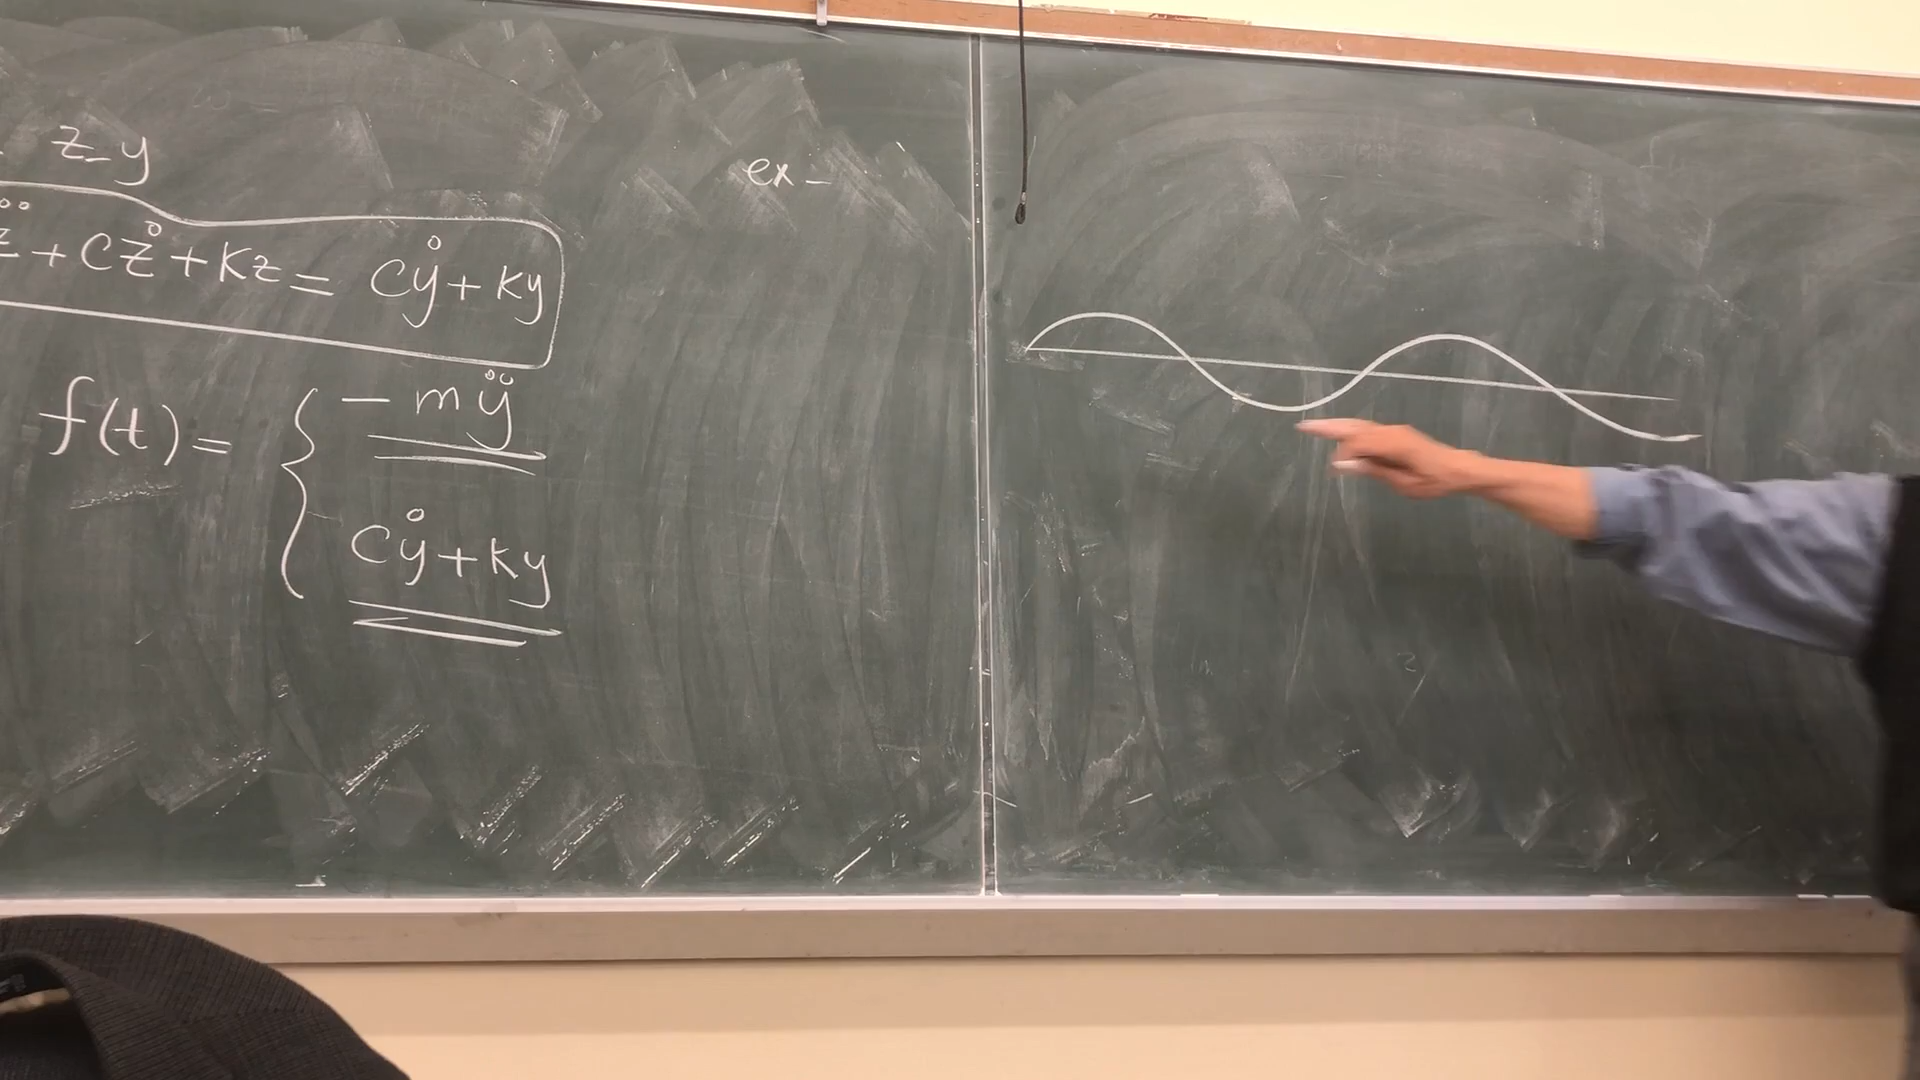 z-y
z̈+cż+kz= cẏ+ky
f(t)= { -mÿ
cẏ+ky
ex-